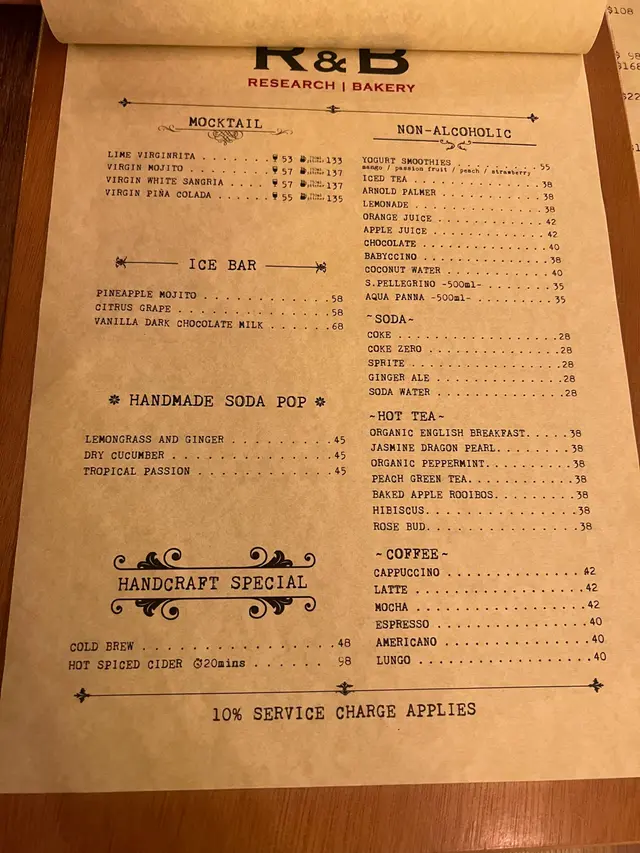 R&B
RESEARCH | BAKERY
MOCKTAIL
LIME VIRGINRITA . . . . . . . 53 133
VIRGIN MOJITO . . . . . . . . 57 137
VIRGIN WHITE SANGRIA . . . . 57 137
VIRGIN PIÑA COLADA . . . . . 55 135
ICE BAR
PINEAPPLE MOJITO . . . . . . . . . . 58
CITRUS GRAPE . . . . . . . . . . . . 58
VANILLA DARK CHOCOLATE MILK . . . . . 68
HANDMADE SODA POP
LEMONGRASS AND GINGER . . . . . . . . 45
DRY CUCUMBER . . . . . . . . . . . . 45
TROPICAL PASSION . . . . . . . . . . 45
HANDCRAFT SPECIAL
COLD BREW . . . . . . . . . . . . . . 48
HOT SPICED CIDER 20mins . . . . . . 98
NON-ALCOHOLIC
YOGURT SMOOTHIES . . . . . . . . . . 55
mango / passion fruit / peach / strawberry
ICED TEA . . . . . . . . . . . . . . 38
ARNOLD PALMER . . . . . . . . . . . . 38
LEMONADE . . . . . . . . . . . . . . 38
ORANGE JUICE . . . . . . . . . . . . 42
APPLE JUICE . . . . . . . . . . . . . 42
CHOCOLATE . . . . . . . . . . . . . . 40
BABYCCINO . . . . . . . . . . . . . . 38
COCONUT WATER . . . . . . . . . . . . 40
S.PELLEGRINO -500ml- . . . . . . . . 35
AQUA PANNA -500ml- . . . . . . . . . 35
~SODA~
COKE . . . . . . . . . . . . . . . . 28
COKE ZERO . . . . . . . . . . . . . . 28
SPRITE . . . . . . . . . . . . . . . 28
GINGER ALE . . . . . . . . . . . . . 28
SODA WATER . . . . . . . . . . . . . 28
~HOT TEA~
ORGANIC ENGLISH BREAKFAST. . . . . 38
JASMINE DRAGON PEARL. . . . . . . . 38
ORGANIC PEPPERMINT. . . . . . . . . 38
PEACH GREEN TEA. . . . . . . . . . . 38
BAKED APPLE ROOIBOS. . . . . . . . . 38
HIBISCUS. . . . . . . . . . . . . . . 38
ROSE BUD. . . . . . . . . . . . . . . 38
~COFFEE~
CAPPUCCINO . . . . . . . . . . . . . 42
LATTE . . . . . . . . . . . . . . . . 42
MOCHA . . . . . . . . . . . . . . . . 42
ESPRESSO . . . . . . . . . . . . . . 40
AMERICANO . . . . . . . . . . . . . . 40
LUNGO . . . . . . . . . . . . . . . . 40
10% SERVICE CHARGE APPLIES
$108